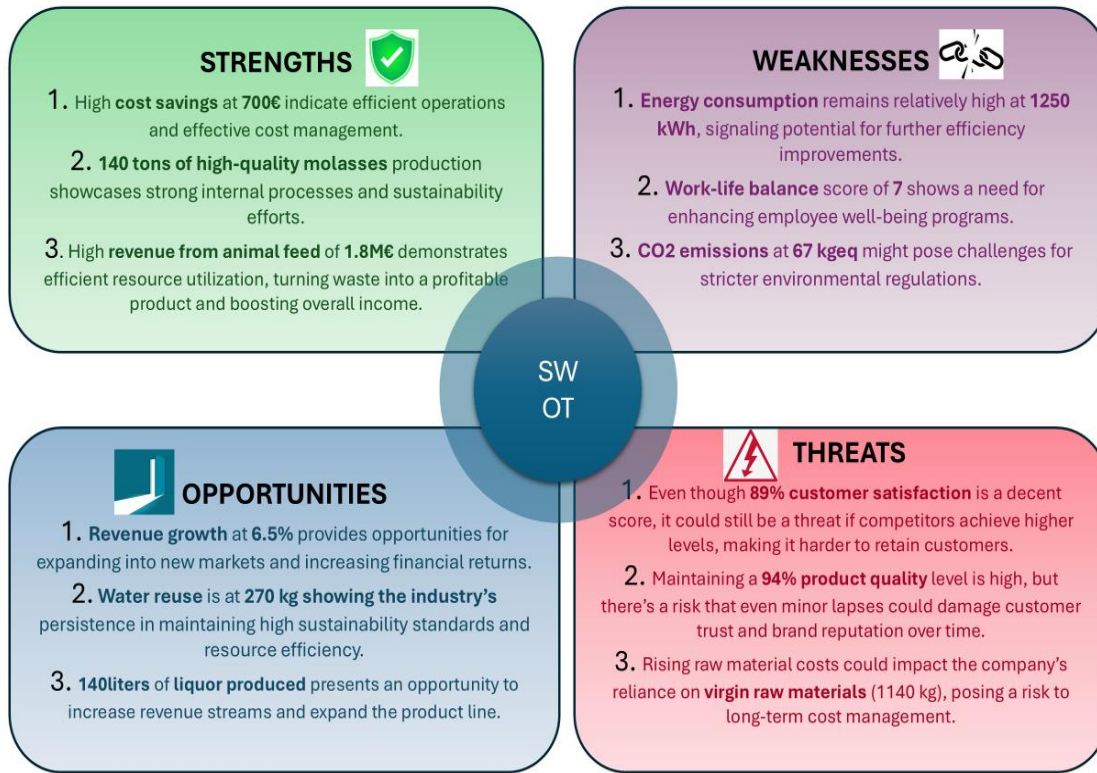 STRENGTHS
1. High cost savings at 700€ indicate efficient operations
and effective cost management.
2. 140 tons of high-quality molasses production
showcases strong internal processes and sustainability
efforts.
3. High revenue from animal feed of 1.8M€ demonstrates
efficient resource utilization, turning waste into a profitable
product and boosting overall income.
WEAKNESSES
1. Energy consumption remains relatively high at 1250
kWh, signaling potential for further efficiency
improvements.
2. Work-life balance score of 7 shows a need for
enhancing employee well-being programs.
3. CO2 emissions at 67 kgeq might pose challenges for
stricter environmental regulations.
SW
OT
OPPORTUNITIES
1. Revenue growth at 6.5% provides opportunities for
expanding into new markets and increasing financial returns.
2. Water reuse is at 270 kg showing the industry's
persistence in maintaining high sustainability standards and
resource efficiency.
3. 140liters of liquor produced presents an opportunity to
increase revenue streams and expand the product line.
THREATS
1. Even though 89% customer satisfaction is a decent
score, it could still be a threat if competitors achieve higher
levels, making it harder to retain customers.
2. Maintaining a 94% product quality level is high, but
there's a risk that even minor lapses could damage customer
trust and brand reputation over time.
3. Rising raw material costs could impact the company's
reliance on virgin raw materials (1140 kg), posing a risk to
long-term cost management.